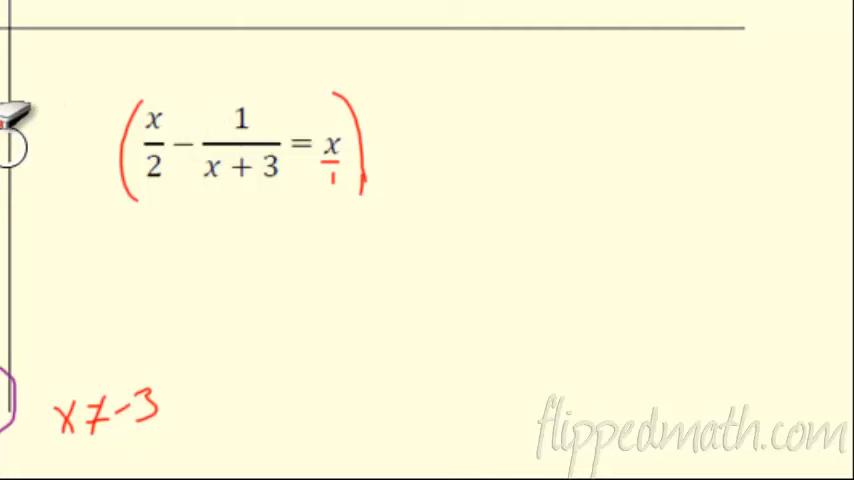 (x/2 − 1/(x + 3) = x/1)
x ≠ -3
flippedmath.com